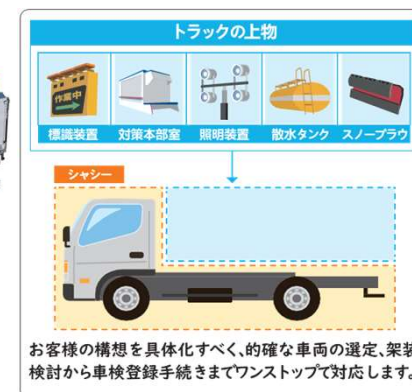 トラックの上物
作業中
標識装置 対策本部室 照明装置 散水タンク スノープラウ
シャシー
お客様の構想を具体化すべく、的確な車両の選定、架装
検討から車検登録手続きまでワンストップで対応します。